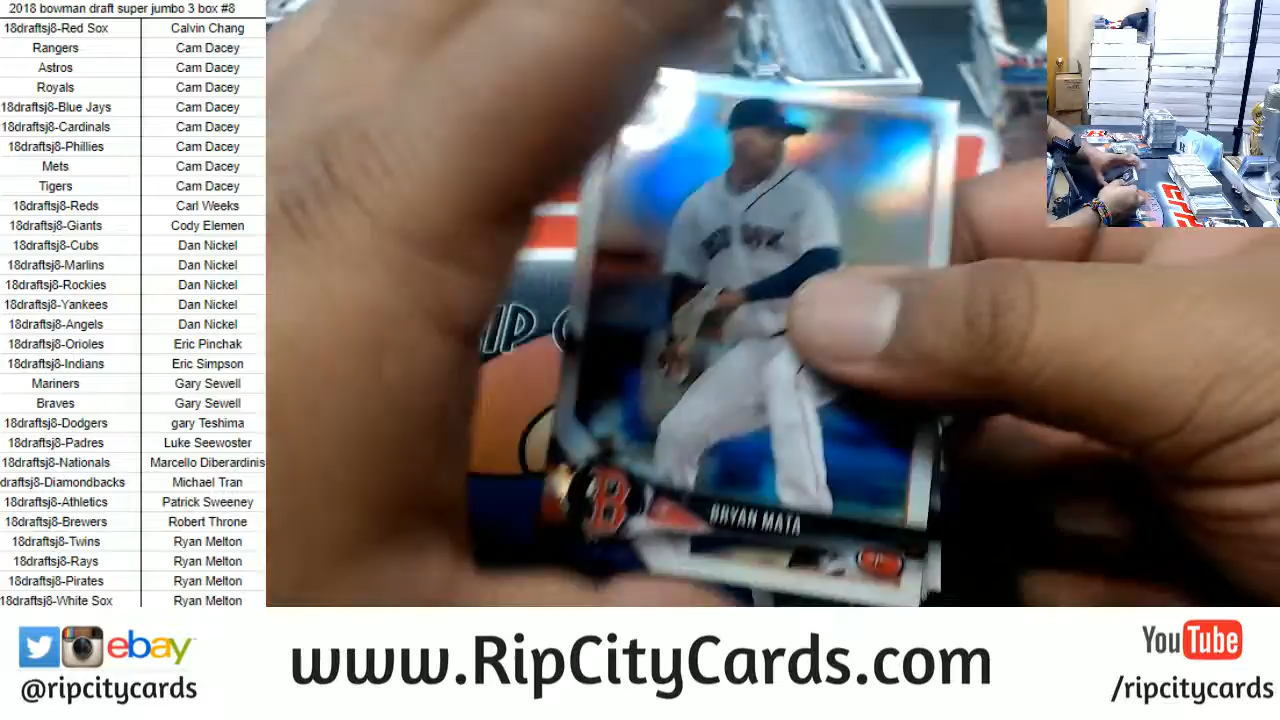 2018 bowman draft super jumbo 3 box #8
18draftsj8-Red Sox Calvin Chang
Rangers Cam Dacey
Astros Cam Dacey
Royals Cam Dacey
18draftsj8-Blue Jays Cam Dacey
18draftsj8-Cardinals Cam Dacey
18draftsj8-Phillies Cam Dacey
Mets Cam Dacey
Tigers Cam Dacey
18draftsj8-Reds Carl Weeks
18draftsj8-Giants Cody Elemen
18draftsj8-Cubs Dan Nickel
18draftsj8-Marlins Dan Nickel
18draftsj8-Rockies Dan Nickel
18draftsj8-Yankees Dan Nickel
18draftsj8-Angels Dan Nickel
18draftsj8-Orioles Eric Pinchak
18draftsj8-Indians Eric Simpson
Mariners Gary Sewell
Braves Gary Sewell
18draftsj8-Dodgers gary Teshima
18draftsj8-Padres Luke Seewoster
18draftsj8-Nationals Marcello Diberardinis
draftsj8-Diamondbacks Michael Tran
18draftsj8-Athletics Patrick Sweeney
18draftsj8-Brewers Robert Throne
18draftsj8-Twins Ryan Melton
18draftsj8-Rays Ryan Melton
18draftsj8-Pirates Ryan Melton
18draftsj8-White Sox Ryan Melton
RED SOX
IP C
B
BRYAN MATA
ebay
@ripcitycards
www.RipCityCards.com
YouTube
/ripcitycards